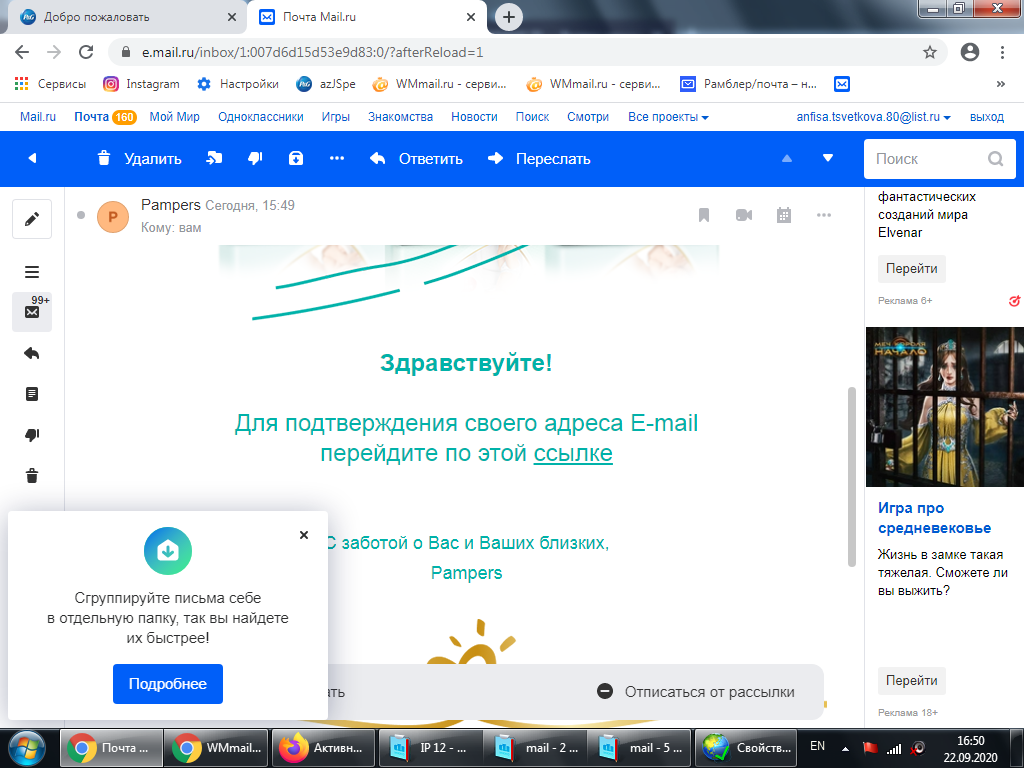 Добро пожаловать
Почта Mail.ru
e.mail.ru/inbox/1:007d6d15d53e9d83:0/?afterReload=1
Сервисы
Instagram
Настройки
azJSpe
WMmail.ru - серви...
WMmail.ru - серви...
Рамблер/почта – н...
»
Mail.ru
Почта 160
Мой Мир
Одноклассники
Игры
Знакомства
Новости
Поиск
Смотри
Все проекты
anfisa.tsvetkova.80@list.ru
выход
Удалить
Ответить
Переслать
Поиск
99+
P
Pampers Сегодня, 15:49
Кому: вам
Здравствуйте!
Для подтверждения своего адреса E-mail
перейдите по этой ссылке
С заботой о Вас и Ваших близких,
Pampers
ать
Отписаться от рассылки
Сгруппируйте письма себе
в отдельную папку, так вы найдете
их быстрее!
Подробнее
фантастических
созданий мира
Elvenar
Перейти
Реклама 6+
МЕЧ КОРОЛЯ
НАЧАЛО
Игра про
средневековье
Жизнь в замке такая
тяжелая. Сможете ли
вы выжить?
Перейти
Реклама 18+
Почта ...
WMmail...
Активн...
IP 12 - ...
mail - 2 ...
mail - 5 ...
Свойств...
EN
16:50
22.09.2020